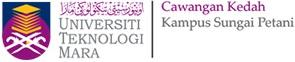 UNIVERSITI
TEKNOLOGI
MARA
Cawangan Kedah
Kampus Sungai Petani